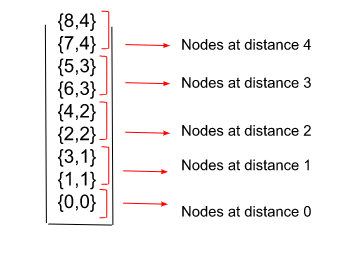 {8,4}
{7,4} Nodes at distance 4
{5,3}
{6,3} Nodes at distance 3
{4,2}
{2,2} Nodes at distance 2
{3,1} Nodes at distance 1
{1,1}
{0,0} Nodes at distance 0